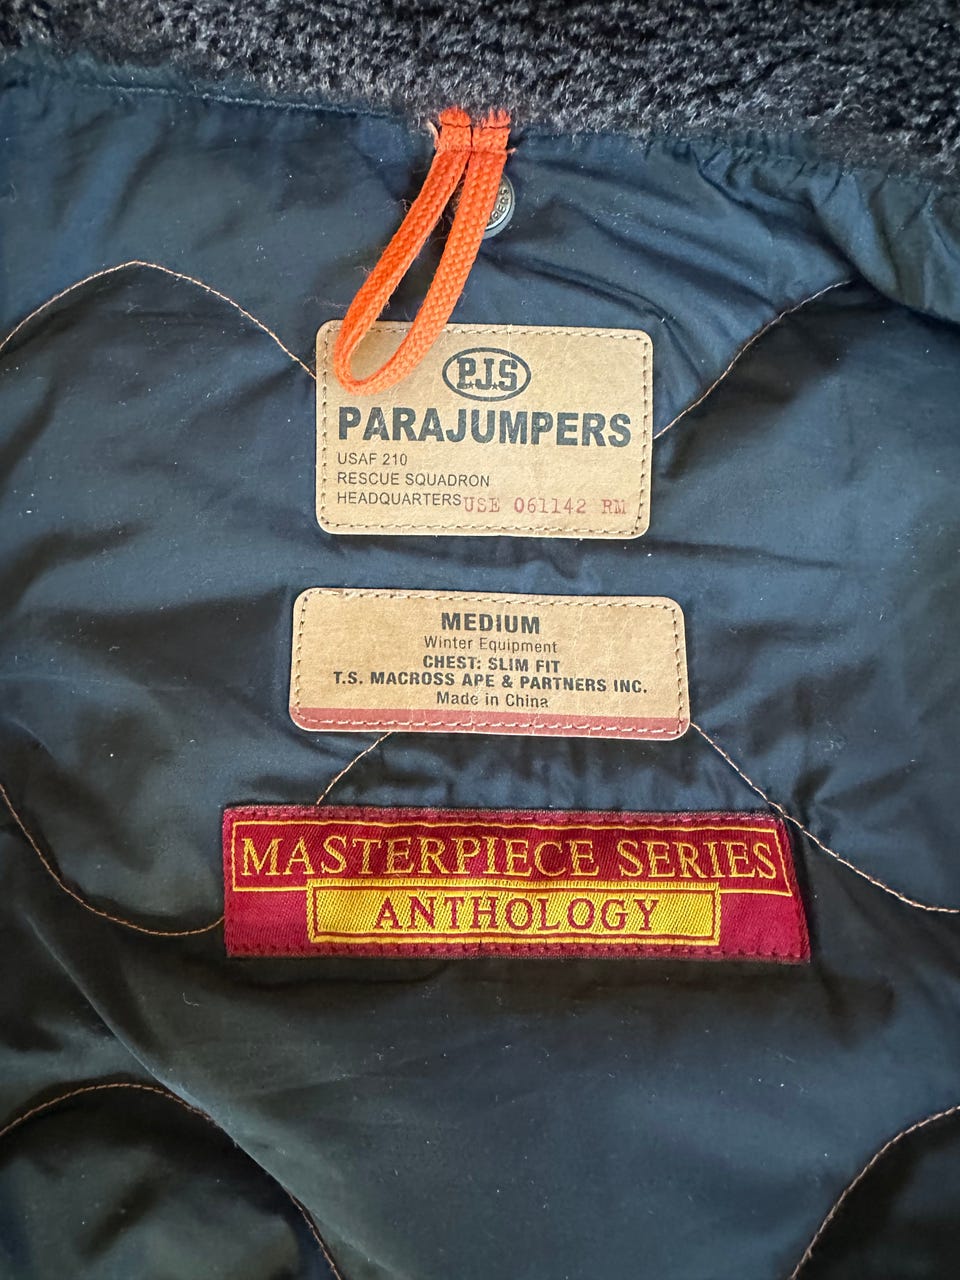 P.J.S
PARAJUMPERS
USAF 210
RESCUE SQUADRON
HEADQUARTERS USE 061142 RM
MEDIUM
Winter Equipment
CHEST: SLIM FIT
T.S. MACROSS APE & PARTNERS INC.
Made in China
MASTERPIECE SERIES
ANTHOLOGY